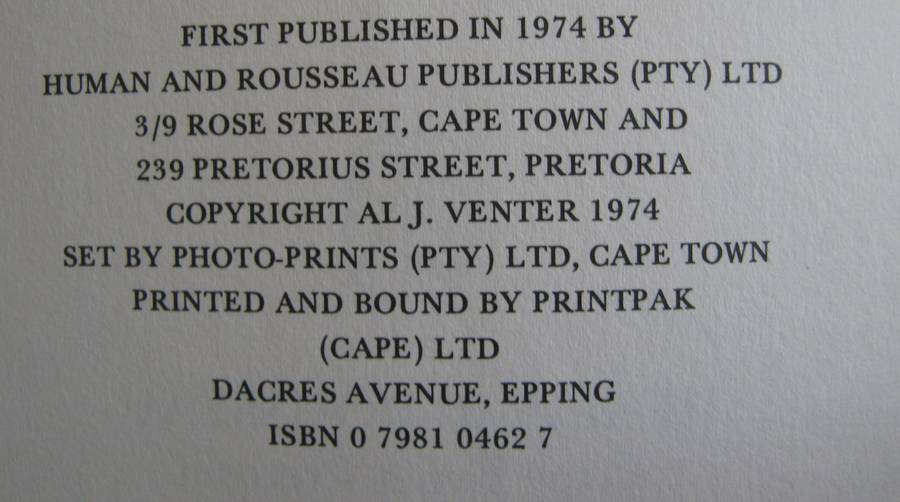 FIRST PUBLISHED IN 1974 BY
HUMAN AND ROUSSEAU PUBLISHERS (PTY) LTD
3/9 ROSE STREET, CAPE TOWN AND
239 PRETORIUS STREET, PRETORIA
COPYRIGHT AL J. VENTER 1974
SET BY PHOTO-PRINTS (PTY) LTD, CAPE TOWN
PRINTED AND BOUND BY PRINTPAK
(CAPE) LTD
DACRES AVENUE, EPPING
ISBN 0 7981 0462 7